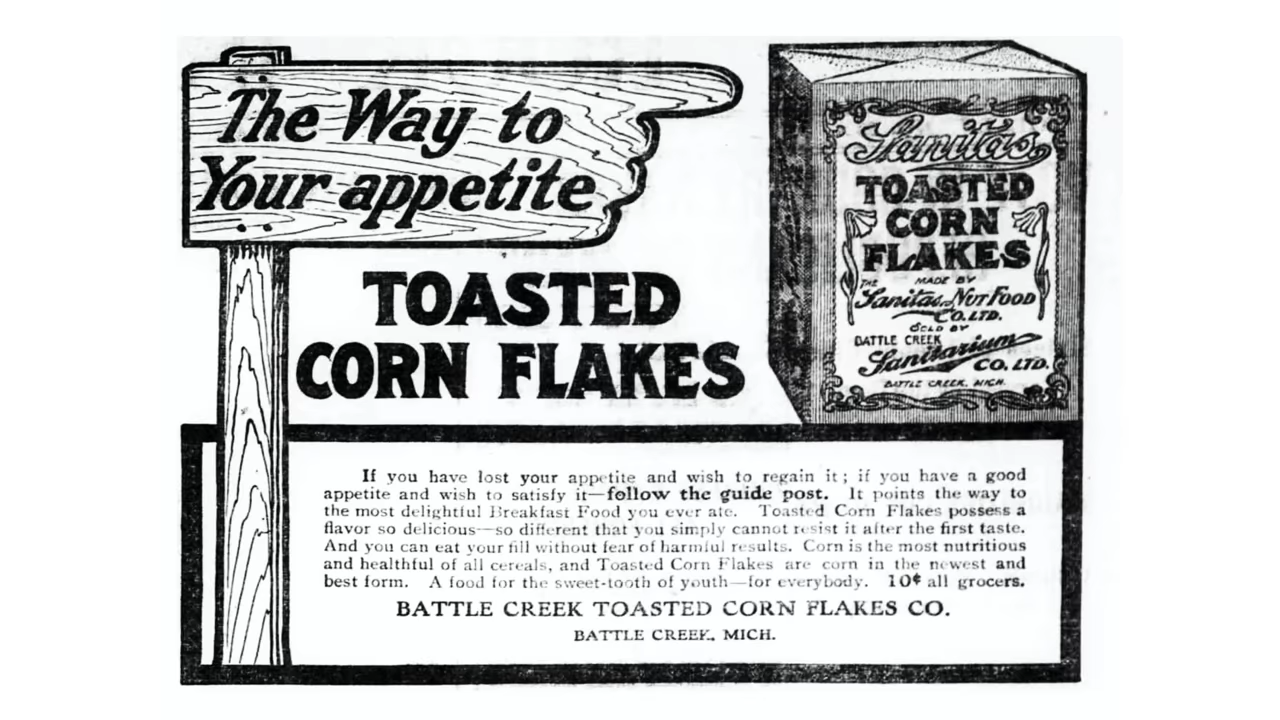 The Way to
Your appetite
TOASTED
CORN FLAKES
Sanitas
TOASTED
CORN
FLAKES
MADE BY
THE
Sanitas Nut Food
Co. LTD.
SOLD BY
BATTLE CREEK
Sanitarium
CO. LTD.
BATTLE CREEK, MICH.
If you have lost your appetite and wish to regain it; if you have a good
appetite and wish to satisfy it—follow the guide post. It points the way to
the most delightful Breakfast Food you ever ate. Toasted Corn Flakes possess a
flavor so delicious—so different that you simply cannot resist it after the first taste.
And you can eat your fill without fear of harmful results. Corn is the most nutritious
and healthful of all cereals, and Toasted Corn Flakes are corn in the newest and
best form. A food for the sweet-tooth of youth—for everybody. 10¢ all grocers.
BATTLE CREEK TOASTED CORN FLAKES CO.
BATTLE CREEK, MICH.